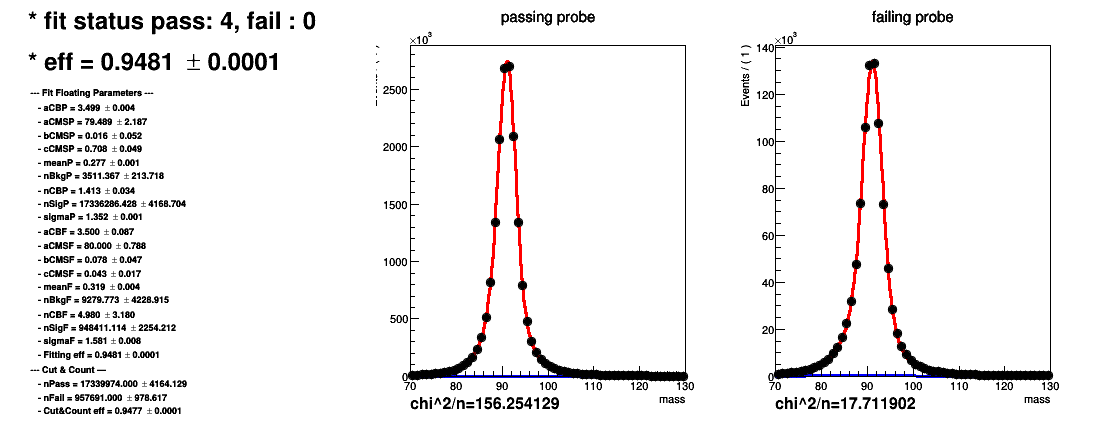 * fit status pass: 4, fail : 0
* eff = 0.9481 ± 0.0001
--- Fit Floating Parameters ---
- aCBP = 3.499 ± 0.004
- aCMSP = 79.489 ± 2.187
- bCMSP = 0.016 ± 0.052
- cCMSP = 0.708 ± 0.049
- meanP = 0.277 ± 0.001
- nBkgP = 3511.367 ± 213.718
- nCBP = 1.413 ± 0.034
- nSigP = 17336286.428 ± 4168.704
- sigmaP = 1.352 ± 0.001
- aCBF = 3.500 ± 0.087
- aCMSF = 80.000 ± 0.788
- bCMSF = 0.078 ± 0.047
- cCMSF = 0.043 ± 0.017
- meanF = 0.319 ± 0.004
- nBkgF = 9279.773 ± 4228.915
- nCBF = 4.980 ± 3.180
- nSigF = 948411.114 ± 2254.212
- sigmaF = 1.581 ± 0.008
- Fitting eff = 0.9481 ± 0.0001
--- Cut & Count ---
- nPass = 17339974.000 ± 4164.129
- nFail = 957691.000 ± 978.617
- Cut&Count eff = 0.9477 ± 0.0001
passing probe
×10³
2500
2000
1500
1000
500
0
70 80 90 100 110 120 130
mass
chi^2/n=156.254129
failing probe
×10³
Events / ( 1 )
140
120
100
80
60
40
20
0
70 80 90 100 110 120 130
mass
chi^2/n=17.711902